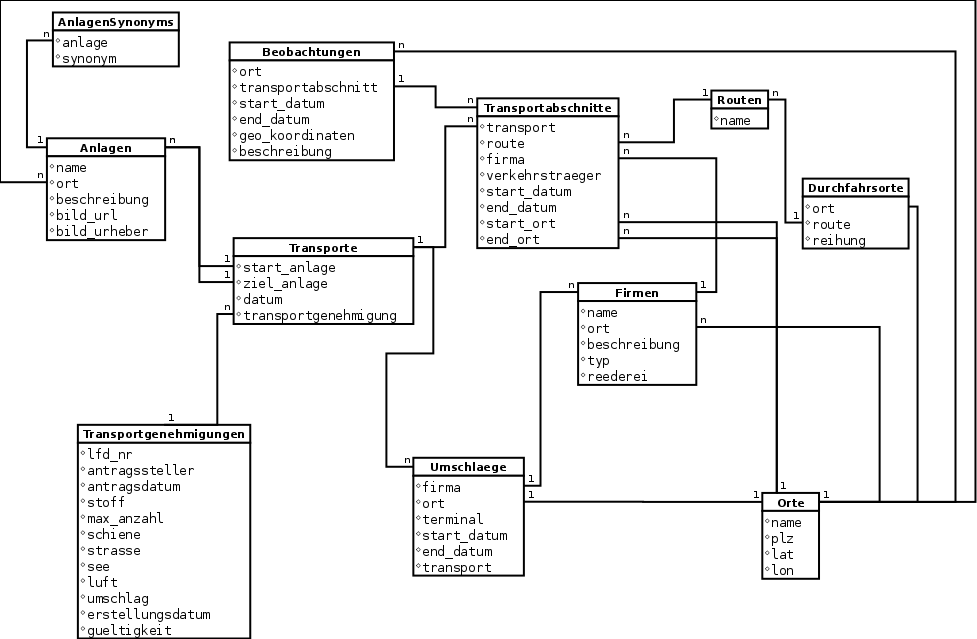 AnlagenSynonyms
n
anlage
synonym
Beobachtungen
n
ort
transportabschnitt
1
start_datum
end_datum
geo_koordinaten
beschreibung
Transportabschnitte
n
n
transport
route
n
firma
n
verkehrstraeger
start_datum
end_datum
start_ort
n
end_ort
n
Routen
1
n
name
Durchfahrsorte
ort
route
1
reihung
Anlagen
1
n
name
ort
n
beschreibung
bild_url
bild_urheber
Transporte
1
start_anlage
1
ziel_anlage
1
datum
transportgenehmigung
n
Firmen
n
1
name
ort
n
beschreibung
typ
reederei
1
Transportgenehmigungen
lfd_nr
antragssteller
antragsdatum
stoff
max_anzahl
schiene
strasse
see
luft
umschlag
erstellungsdatum
gueltigkeit
Umschlaege
n
1
firma
ort
1
terminal
start_datum
end_datum
transport
1
Orte
1
1
name
plz
lat
lon